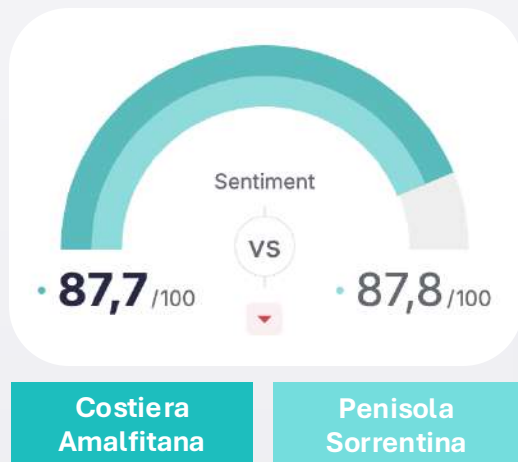 Sentiment
VS
87,7/100
87,8/100
Costiera
Amalfitana
Penisola
Sorrentina